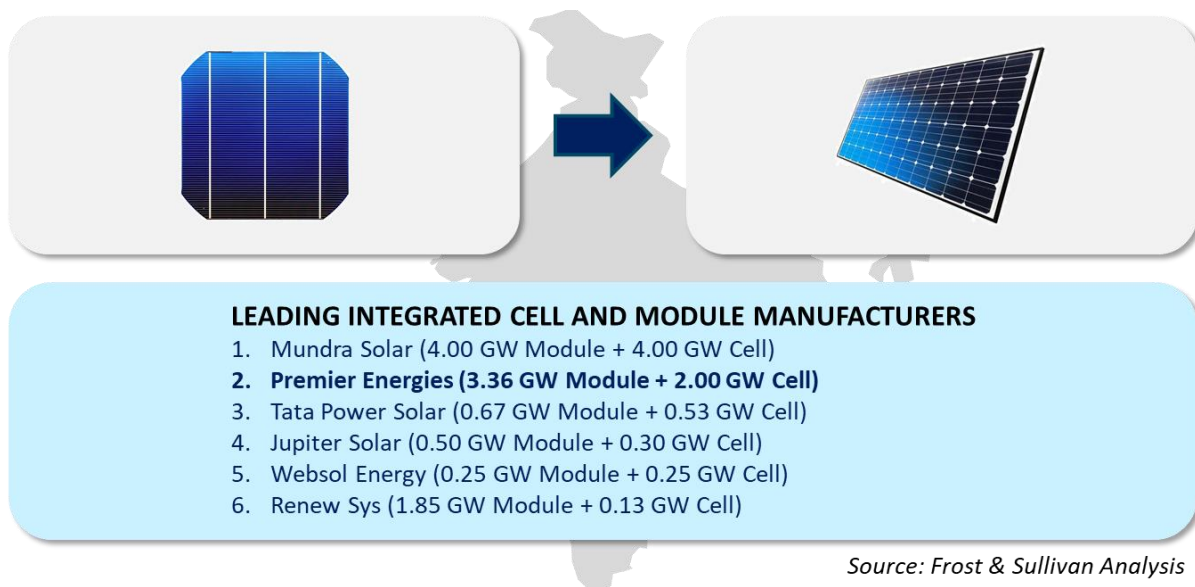 LEADING INTEGRATED CELL AND MODULE MANUFACTURERS
1. Mundra Solar (4.00 GW Module + 4.00 GW Cell)
2. Premier Energies (3.36 GW Module + 2.00 GW Cell)
3. Tata Power Solar (0.67 GW Module + 0.53 GW Cell)
4. Jupiter Solar (0.50 GW Module + 0.30 GW Cell)
5. Websol Energy (0.25 GW Module + 0.25 GW Cell)
6. Renew Sys (1.85 GW Module + 0.13 GW Cell)
Source: Frost & Sullivan Analysis